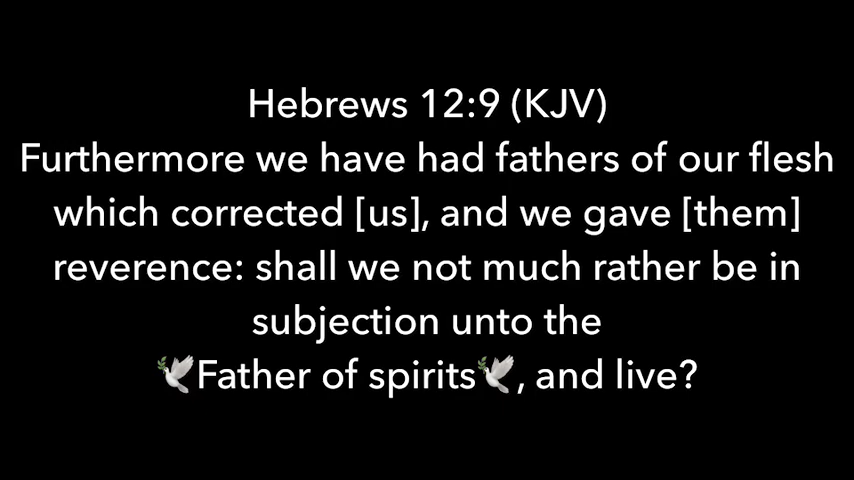 Hebrews 12:9 (KJV)
Furthermore we have had fathers of our flesh
which corrected [us], and we gave [them]
reverence: shall we not much rather be in
subjection unto the
🕊️Father of spirits🕊️, and live?